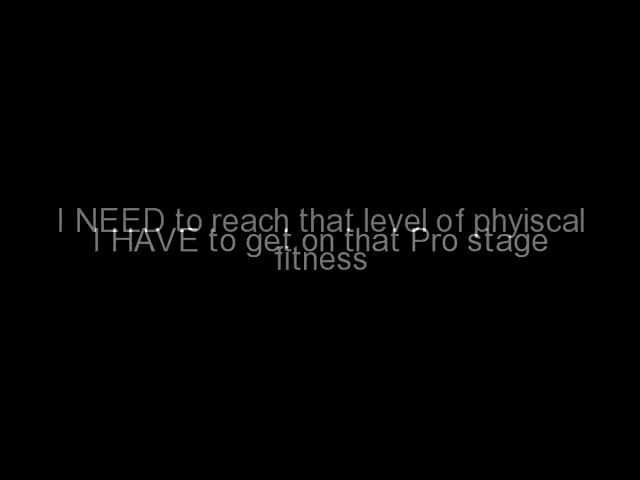 I NEED to reach that level of phyiscal
I HAVE to get on that Pro stage
fitness